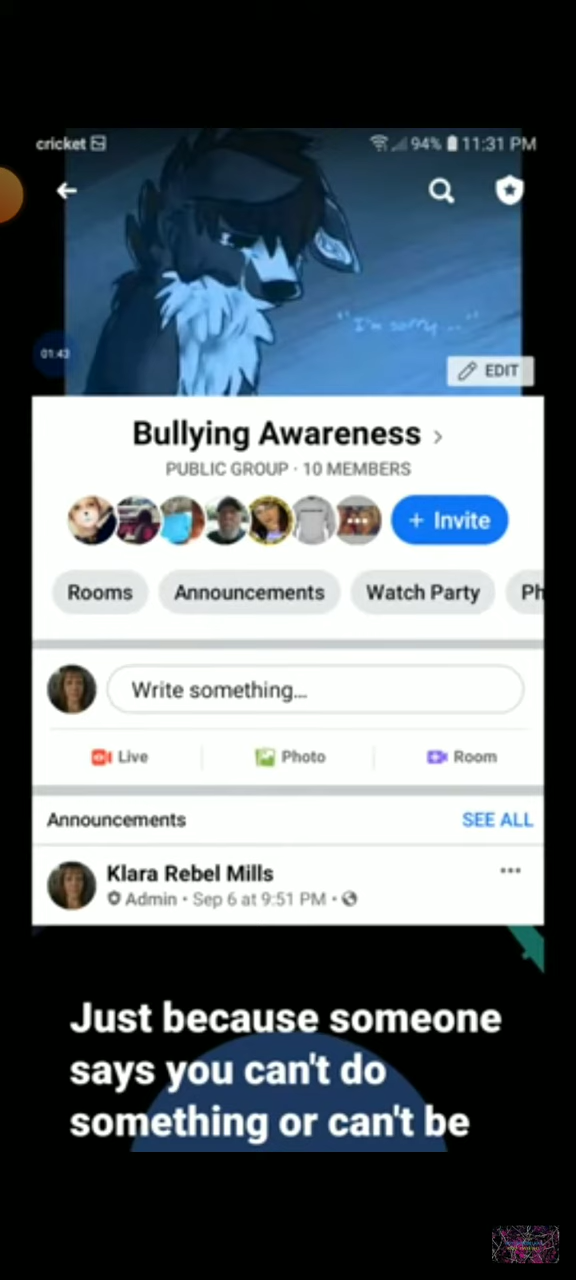 cricket 94% 11:31 PM
"I'm sorry..."
01:43
EDIT
Bullying Awareness >
PUBLIC GROUP · 10 MEMBERS
+ Invite
Rooms Announcements Watch Party Ph
Write something...
Live Photo Room
Announcements SEE ALL
Klara Rebel Mills
Admin · Sep 6 at 9:51 PM ·
Just because someone
says you can't do
something or can't be